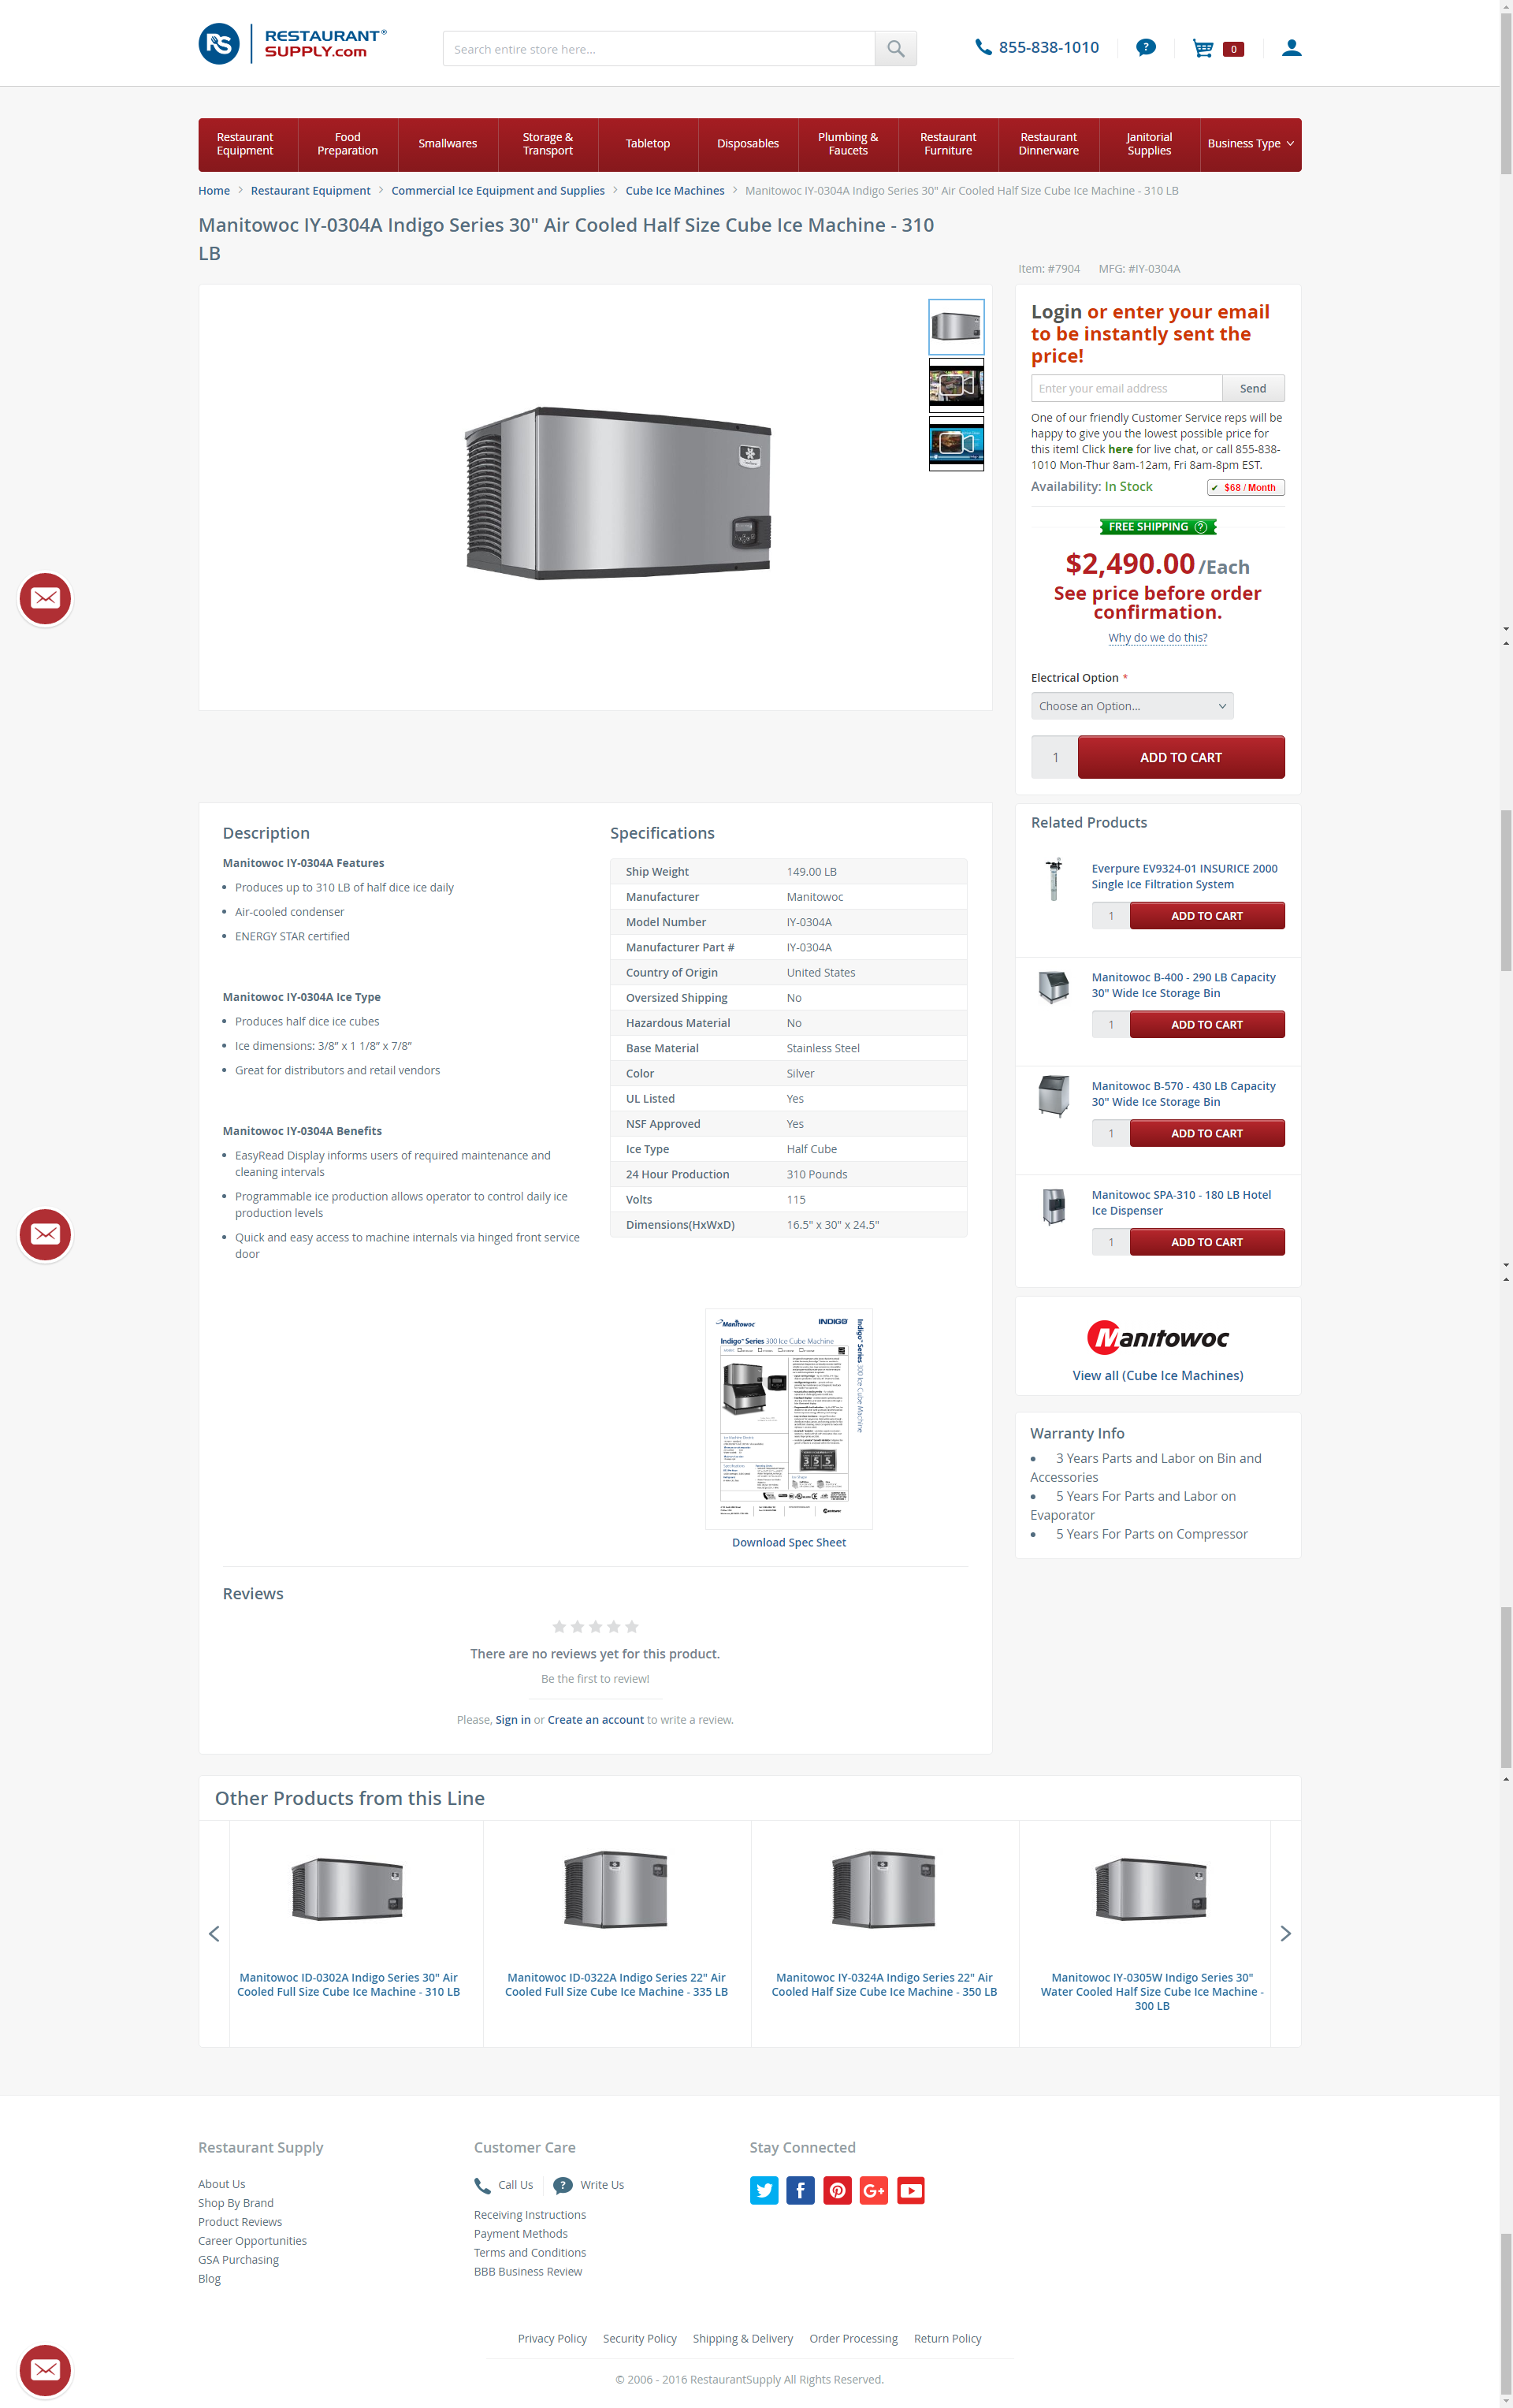 RS
RESTAURANT®
SUPPLY.com
Search entire store here...
855-838-1010
?
0
Restaurant
Equipment
Food
Preparation
Smallwares
Storage &
Transport
Tabletop
Disposables
Plumbing &
Faucets
Restaurant
Furniture
Restaurant
Dinnerware
Janitorial
Supplies
Business Type
Home > Restaurant Equipment > Commercial Ice Equipment and Supplies > Cube Ice Machines > Manitowoc IY-0304A Indigo Series 30" Air Cooled Half Size Cube Ice Machine - 310 LB
Manitowoc IY-0304A Indigo Series 30" Air Cooled Half Size Cube Ice Machine - 310
LB
Item: #7904 MFG: #IY-0304A
Login or enter your email
to be instantly sent the
price!
Enter your email address
Send
One of our friendly Customer Service reps will be
happy to give you the lowest possible price for
this item! Click here for live chat, or call 855-838-
1010 Mon-Thur 8am-12am, Fri 8am-8pm EST.
Availability: In Stock
✔ $68 / Month
FREE SHIPPING ?
$2,490.00 /Each
See price before order
confirmation.
Why do we do this?
Electrical Option *
Choose an Option...
1
ADD TO CART
Description
Manitowoc IY-0304A Features
• Produces up to 310 LB of half dice ice daily
• Air-cooled condenser
• ENERGY STAR certified
Manitowoc IY-0304A Ice Type
• Produces half dice ice cubes
• Ice dimensions: 3/8" x 1 1/8" x 7/8"
• Great for distributors and retail vendors
Manitowoc IY-0304A Benefits
• EasyRead Display informs users of required maintenance and
cleaning intervals
• Programmable ice production allows operator to control daily ice
production levels
• Quick and easy access to machine internals via hinged front service
door
Specifications
Ship Weight 149.00 LB
Manufacturer Manitowoc
Model Number IY-0304A
Manufacturer Part # IY-0304A
Country of Origin United States
Oversized Shipping No
Hazardous Material No
Base Material Stainless Steel
Color Silver
UL Listed Yes
NSF Approved Yes
Ice Type Half Cube
24 Hour Production 310 Pounds
Volts 115
Dimensions(HxWxD) 16.5" x 30" x 24.5"
Manitowoc
INDIGO
Indigo™ Series 300 Ice Cube Machine
Indigo™ Series 300 Ice Cube Machine
355
Download Spec Sheet
Related Products
Everpure EV9324-01 INSURICE 2000
Single Ice Filtration System
1
ADD TO CART
Manitowoc B-400 - 290 LB Capacity
30" Wide Ice Storage Bin
1
ADD TO CART
Manitowoc B-570 - 430 LB Capacity
30" Wide Ice Storage Bin
1
ADD TO CART
Manitowoc SPA-310 - 180 LB Hotel
Ice Dispenser
1
ADD TO CART
Manitowoc
View all (Cube Ice Machines)
Warranty Info
• 3 Years Parts and Labor on Bin and
Accessories
• 5 Years For Parts and Labor on
Evaporator
• 5 Years For Parts on Compressor
Reviews
There are no reviews yet for this product.
Be the first to review!
Please, Sign in or Create an account to write a review.
Other Products from this Line
Manitowoc ID-0302A Indigo Series 30" Air
Cooled Full Size Cube Ice Machine - 310 LB
Manitowoc ID-0322A Indigo Series 22" Air
Cooled Full Size Cube Ice Machine - 335 LB
Manitowoc IY-0324A Indigo Series 22" Air
Cooled Half Size Cube Ice Machine - 350 LB
Manitowoc IY-0305W Indigo Series 30"
Water Cooled Half Size Cube Ice Machine -
300 LB
Restaurant Supply
About Us
Shop By Brand
Product Reviews
Career Opportunities
GSA Purchasing
Blog
Customer Care
Call Us
? Write Us
Receiving Instructions
Payment Methods
Terms and Conditions
BBB Business Review
Stay Connected
f
G+
Privacy Policy Security Policy Shipping & Delivery Order Processing Return Policy
© 2006 - 2016 RestaurantSupply All Rights Reserved.